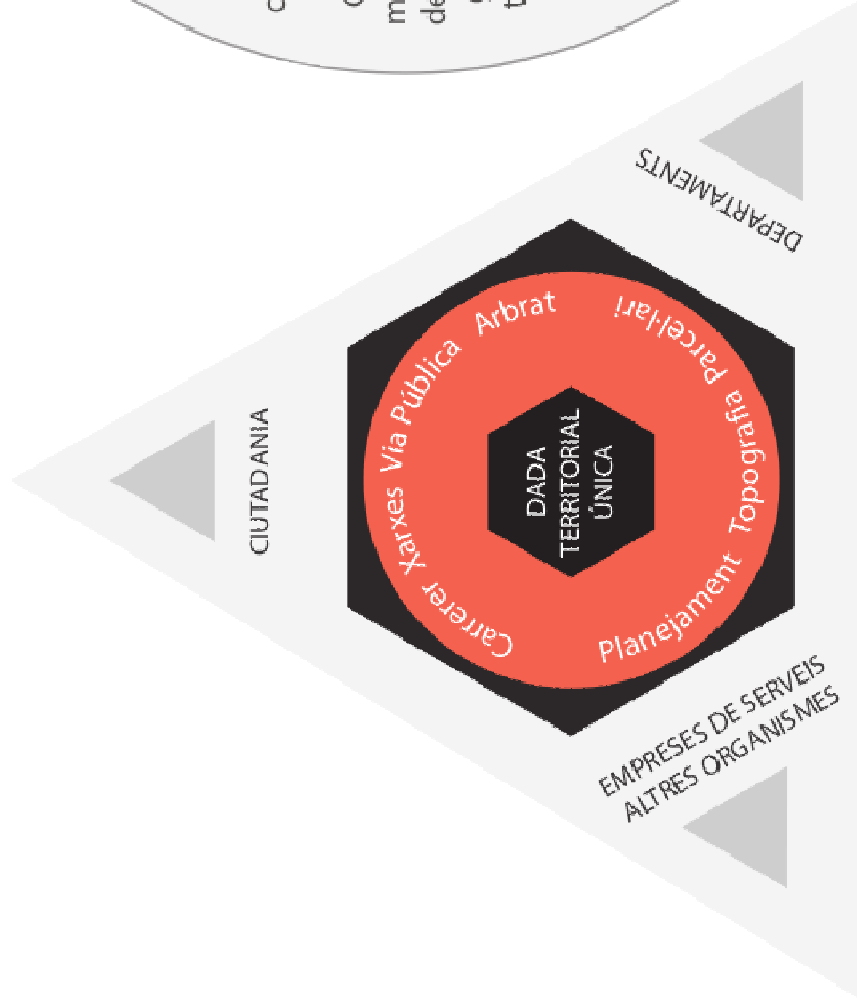 CIUTADANIA
DEPARTAMENTS
EMPRESES DE SERVEIS
ALTRES ORGANISMES
Carrerer
Xarxes
Via Pública
Arbrat
Parcel·lari
Topografia
Planejament
DADA
TERRITORIAL
ÚNICA